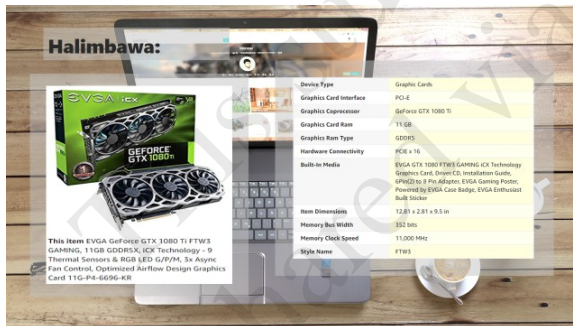 Halimbawa:
EVGA iCX
GEFORCE
GTX 1080 Ti
This item EVGA GeForce GTX 1080 Ti FTW3
GAMING, 11GB GDDR5X, iCX Technology - 9
Thermal Sensors & RGB LED G/P/M, 3x Async
Fan Control, Optimized Airflow Design Graphics
Card 11G-P4-6696-KR
Device Type Graphic Cards
Graphics Card Interface PCI-E
Graphics Coprocessor GeForce GTX 1080 Ti
Graphics Card Ram 11 GB
Graphics Ram Type GDDR5
Hardware Connectivity PCIE x 16
Built-In Media EVGA GTX 1080 FTW3 GAMING iCX Technology
Graphics Card, Driver CD, Installation Guide,
6Pin(2) to 8 Pin Adapter, EVGA Gaming Poster,
Powered by EVGA Case Badge, EVGA Enthusiast
Built Sticker
Item Dimensions 12.81 x 2.81 x 9.5 in
Memory Bus Width 352 bits
Memory Clock Speed 11,000 MHz
Style Name FTW3